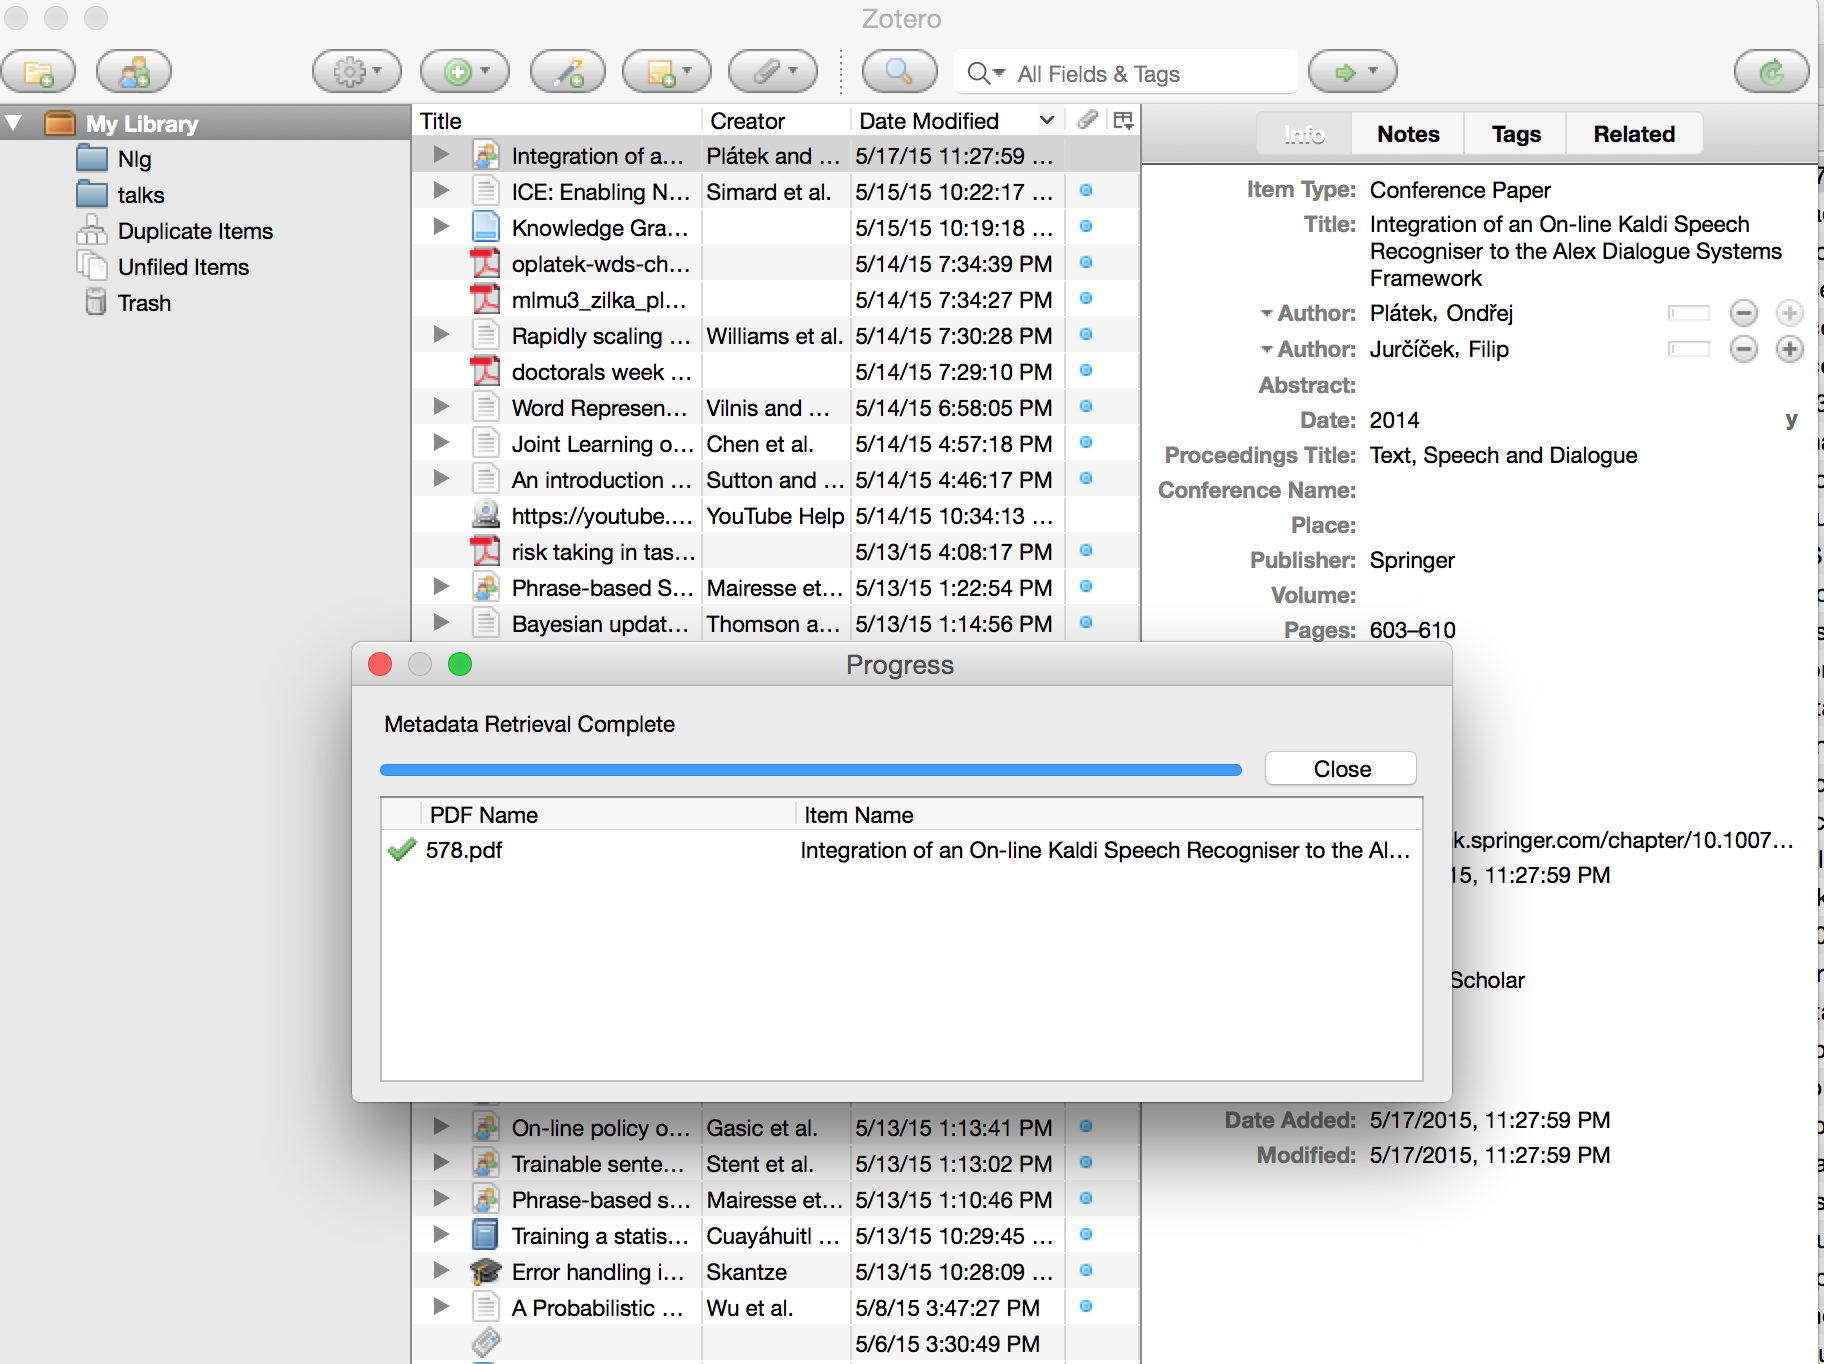 Zotero
All Fields & Tags
My Library
Nlg
talks
Duplicate Items
Unfiled Items
Trash
Title Creator Date Modified
Integration of a... Plátek and ... 5/17/15 11:27:59 ...
ICE: Enabling N... Simard et al. 5/15/15 10:22:17 ...
Knowledge Gra... 5/15/15 10:19:18 ...
oplatek-wds-ch... 5/14/15 7:34:39 PM
mlmu3_zilka_pl... 5/14/15 7:34:27 PM
Rapidly scaling ... Williams et al. 5/14/15 7:30:28 PM
doctorals week ... 5/14/15 7:29:10 PM
Word Represen... Vilnis and ... 5/14/15 6:58:05 PM
Joint Learning o... Chen et al. 5/14/15 4:57:18 PM
An introduction ... Sutton and ... 5/14/15 4:46:17 PM
https://youtube.... YouTube Help 5/14/15 10:34:13 ...
risk taking in tas... 5/13/15 4:08:17 PM
Phrase-based S... Mairesse et... 5/13/15 1:22:54 PM
Bayesian updat... Thomson a... 5/13/15 1:14:56 PM
Info Notes Tags Related
Item Type: Conference Paper
Title: Integration of an On-line Kaldi Speech
Recogniser to the Alex Dialogue Systems
Framework
Author: Plátek, Ondřej
Author: Jurčíček, Filip
Abstract:
Date: 2014 y
Proceedings Title: Text, Speech and Dialogue
Conference Name:
Place:
Publisher: Springer
Volume:
Pages: 603–610
Progress
Metadata Retrieval Complete
Close
PDF Name Item Name
578.pdf Integration of an On-line Kaldi Speech Recogniser to the Al...
k.springer.com/chapter/10.1007...
15, 11:27:59 PM
Scholar
On-line policy o... Gasic et al. 5/13/15 1:13:41 PM
Trainable sente... Stent et al. 5/13/15 1:13:02 PM
Phrase-based s... Mairesse et... 5/13/15 1:10:46 PM
Training a statis... Cuayáhuitl ... 5/13/15 10:29:45 ...
Error handling i... Skantze 5/13/15 10:28:09 ...
A Probabilistic ... Wu et al. 5/8/15 3:47:27 PM
5/6/15 3:30:49 PM
Date Added: 5/17/2015, 11:27:59 PM
Modified: 5/17/2015, 11:27:59 PM